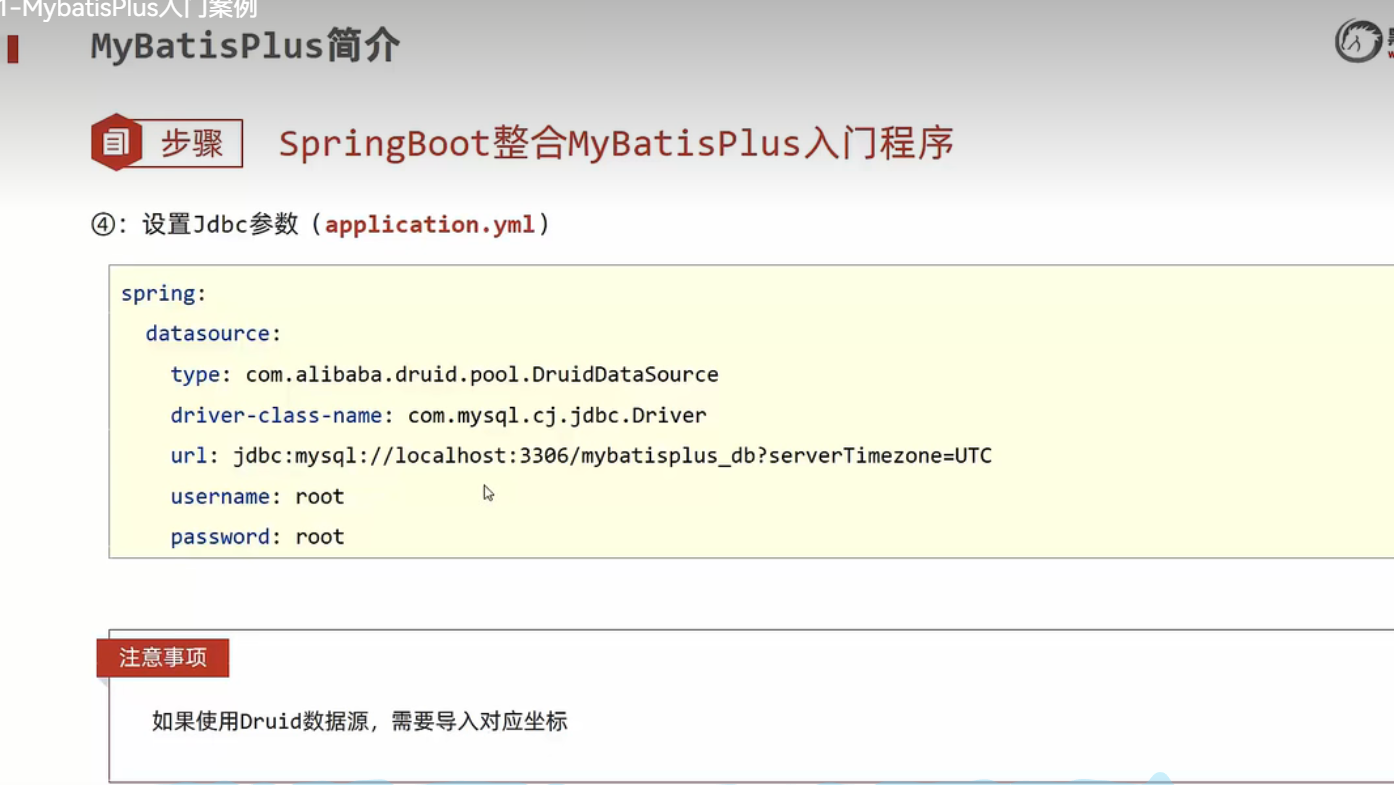 1-MybatisPlus入门案例
MyBatisPlus简介
步骤
SpringBoot整合MyBatisPlus入门程序
④：设置Jdbc参数（application.yml）
spring:
datasource:
type: com.alibaba.druid.pool.DruidDataSource
driver-class-name: com.mysql.cj.jdbc.Driver
url: jdbc:mysql://localhost:3306/mybatisplus_db?serverTimezone=UTC
username: root
password: root
注意事项
如果使用Druid数据源，需要导入对应坐标